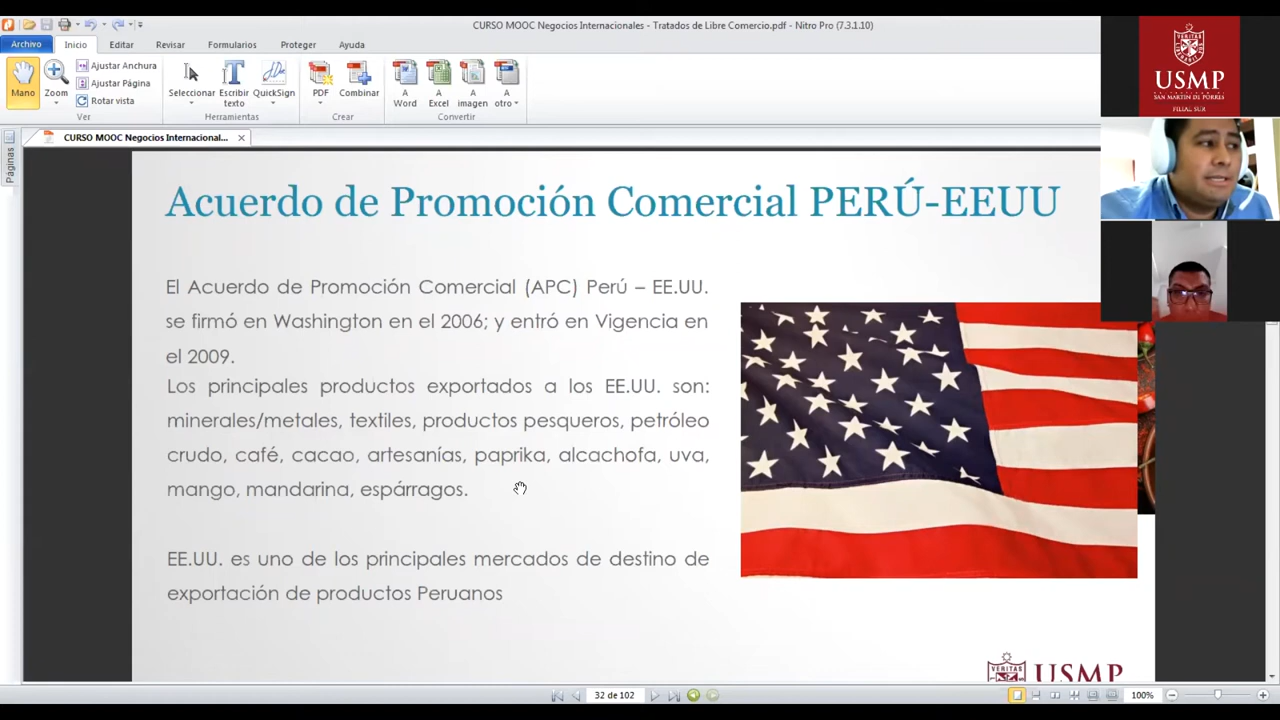 CURSO MOOC Negocios Internacionales - Tratados de Libre Comercio.pdf - Nitro Pro (7.3.1.10)
Archivo Inicio Editar Revisar Formularios Proteger Ayuda
Mano
Zoom
Ajustar Anchura
Ajustar Página
Rotar vista
Ver
Seleccionar
Escribir texto
QuickSign
Herramientas
PDF
Combinar
Crear
A Word
A Excel
A imagen
A otro
Convertir
CURSO MOOC Negocios Internacional...
Páginas
Acuerdo de Promoción Comercial PERÚ-EEUU
El Acuerdo de Promoción Comercial (APC) Perú – EE.UU.
se firmó en Washington en el 2006; y entró en Vigencia en
el 2009.
Los principales productos exportados a los EE.UU. son:
minerales/metales, textiles, productos pesqueros, petróleo
crudo, café, cacao, artesanías, paprika, alcachofa, uva,
mango, mandarina, espárragos.
EE.UU. es uno de los principales mercados de destino de
exportación de productos Peruanos
VERITAS
USMP
32 de 102
100%
VERITAS
USMP
SAN MARTIN DE PORRES
FILIAL SUR